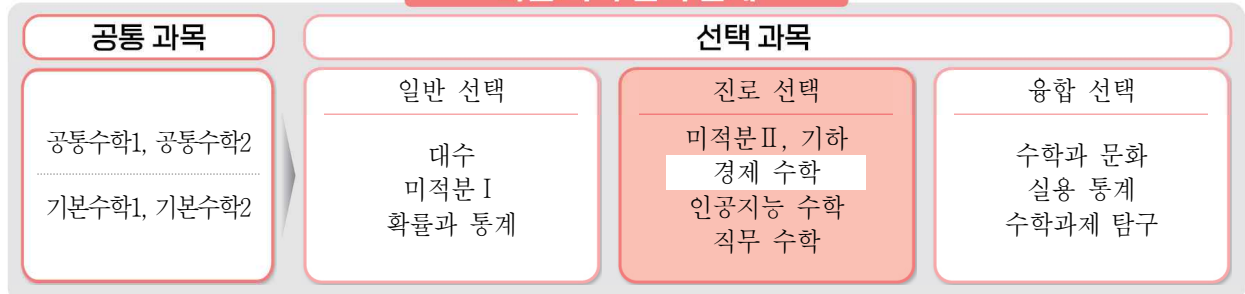 공통 과목
선택 과목
공통수학1, 공통수학2
기본수학1, 기본수학2
일반 선택
대수
미적분Ⅰ
확률과 통계
진로 선택
미적분Ⅱ, 기하
경제 수학
인공지능 수학
직무 수학
융합 선택
수학과 문화
실용 통계
수학과제 탐구